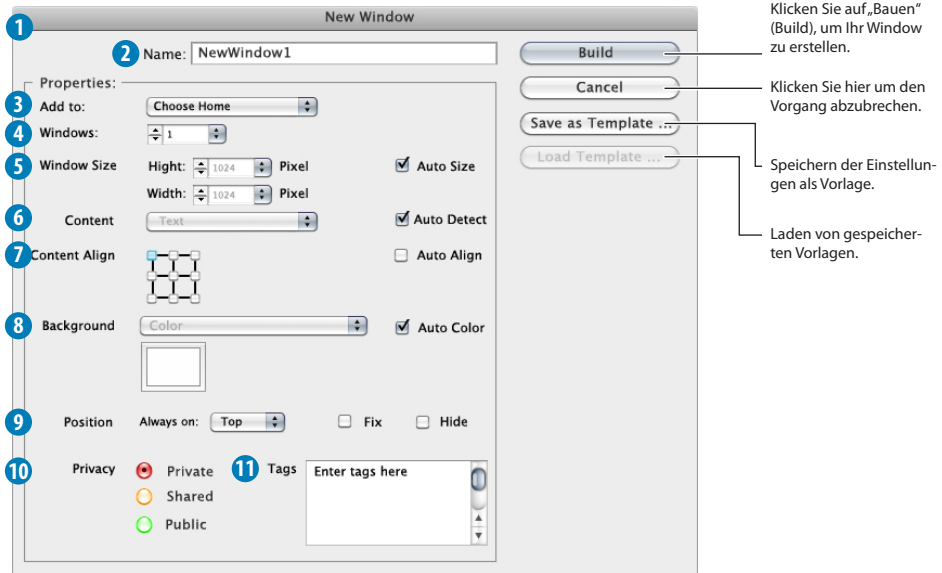 1 New Window
2 Name: NewWindow1
Properties:
3 Add to: Choose Home
4 Windows: 1
5 Window Size Hight: 1024 Pixel Auto Size
Width: 1024 Pixel
6 Content Text Auto Detect
7 Content Align Auto Align
8 Background Color Auto Color
9 Position Always on: Top Fix Hide
10 Privacy Private
Shared
Public
11 Tags Enter tags here
Build
Cancel
Save as Template ...
Load Template ...
Klicken Sie auf „Bauen“
(Build), um Ihr Window
zu erstellen.
Klicken Sie hier um den
Vorgang abzubrechen.
Speichern der Einstellun-
gen als Vorlage.
Laden von gespeicher-
ten Vorlagen.